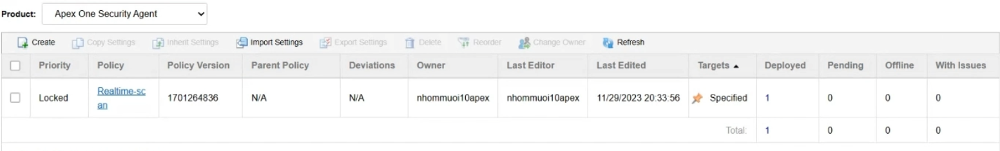 Product: Apex One Security Agent
Create Copy Settings Inherit Settings Import Settings Export Settings Delete Reorder Change Owner Refresh
Priority Policy Policy Version Parent Policy Deviations Owner Last Editor Last Edited Targets Deployed Pending Offline With Issues
Locked Realtime-sc 1701264836 N/A N/A nhommuoi10apex nhommuoi10apex 11/29/2023 20:33:56 Specified 1 0 0 0
an
Total: 1 0 0 0